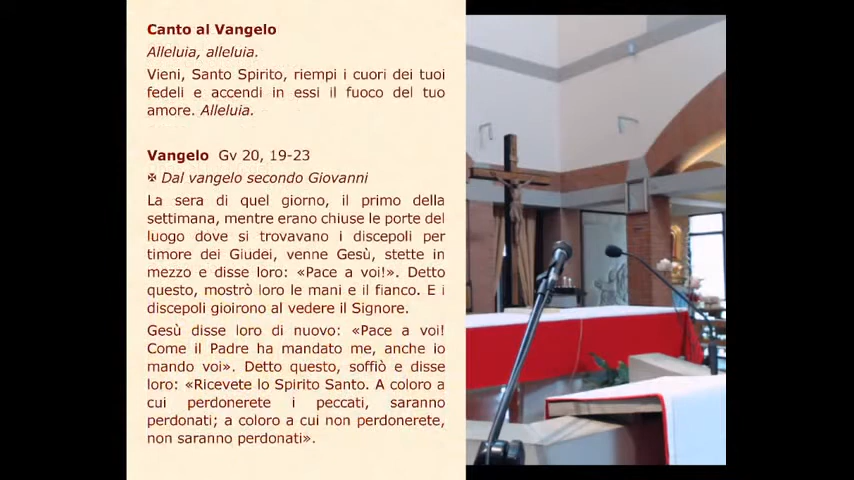 Canto al Vangelo
Alleluia, alleluia.
Vieni, Santo Spirito, riempi i cuori dei tuoi
fedeli e accendi in essi il fuoco del tuo
amore. Alleluia.
Vangelo Gv 20, 19-23
✠ Dal vangelo secondo Giovanni
La sera di quel giorno, il primo della
settimana, mentre erano chiuse le porte del
luogo dove si trovavano i discepoli per
timore dei Giudei, venne Gesù, stette in
mezzo e disse loro: «Pace a voi!». Detto
questo, mostrò loro le mani e il fianco. E i
discepoli gioirono al vedere il Signore.
Gesù disse loro di nuovo: «Pace a voi!
Come il Padre ha mandato me, anche io
mando voi». Detto questo, soffiò e disse
loro: «Ricevete lo Spirito Santo. A coloro a
cui perdonerete i peccati, saranno
perdonati; a coloro a cui non perdonerete,
non saranno perdonati».